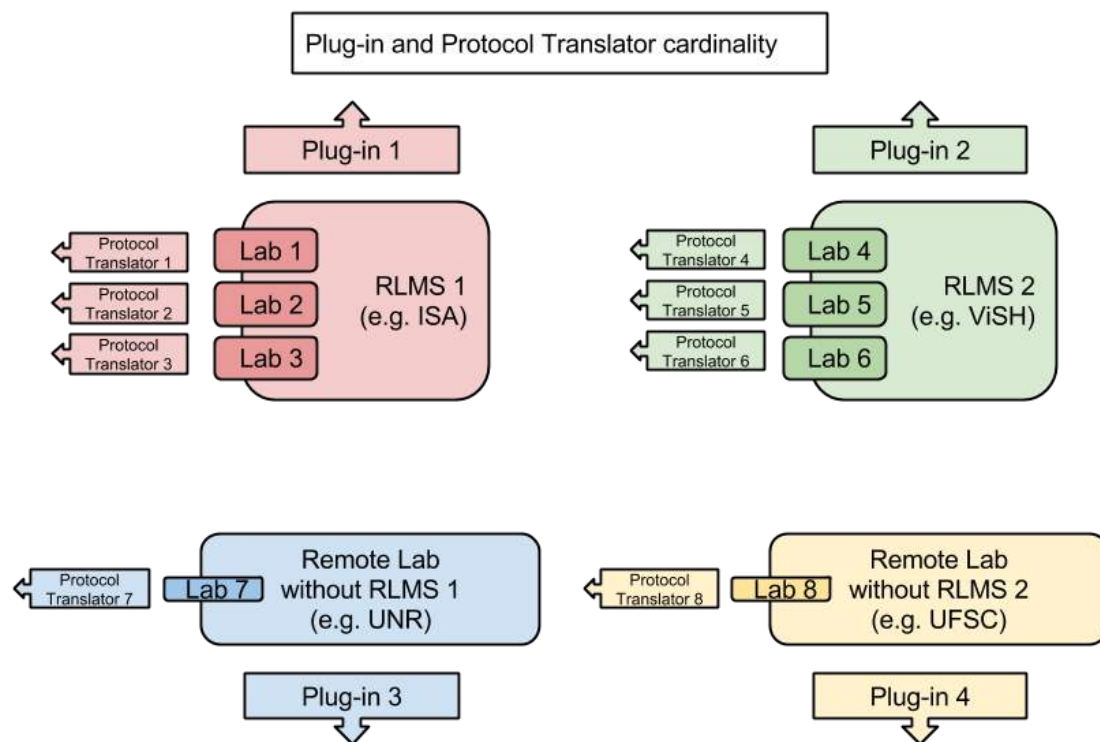 Plug-in and Protocol Translator cardinality
Plug-in 1
Protocol
Translator 1
Lab 1
Protocol
Translator 2
Lab 2
Protocol
Translator 3
Lab 3
RLMS 1
(e.g. ISA)
Plug-in 2
Protocol
Translator 4
Lab 4
Protocol
Translator 5
Lab 5
Protocol
Translator 6
Lab 6
RLMS 2
(e.g. ViSH)
Protocol
Translator 7
Lab 7
Remote Lab
without RLMS 1
(e.g. UNR)
Plug-in 3
Protocol
Translator 8
Lab 8
Remote Lab
without RLMS 2
(e.g. UFSC)
Plug-in 4